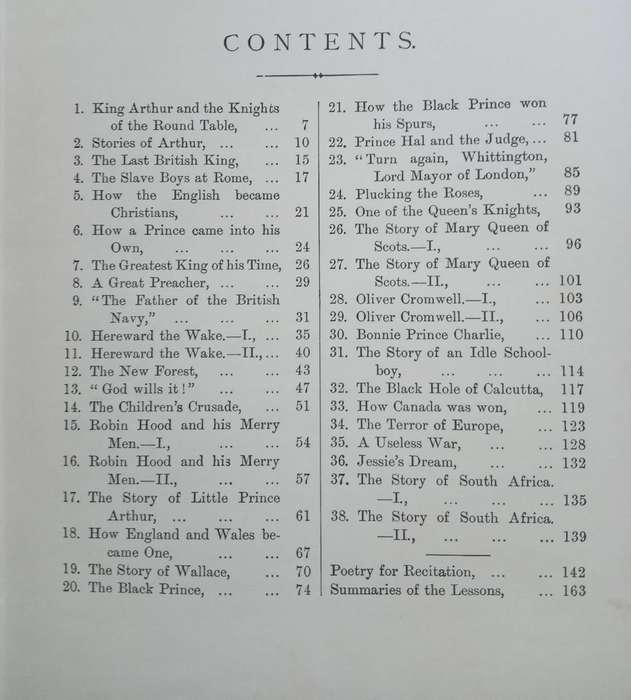 CONTENTS.
1. King Arthur and the Knights
of the Round Table, ... 7
2. Stories of Arthur, ... ... 10
3. The Last British King, ... 15
4. The Slave Boys at Rome, ... 17
5. How the English became
Christians, ... ... 21
6. How a Prince came into his
Own, ... ... ... 24
7. The Greatest King of his Time, 26
8. A Great Preacher, ... ... 29
9. "The Father of the British
Navy," ... ... ... 31
10. Hereward the Wake.—I., ... 35
11. Hereward the Wake.—II., ... 40
12. The New Forest, ... ... 43
13. "God wills it!" ... ... 47
14. The Children's Crusade, ... 51
15. Robin Hood and his Merry
Men.—I., ... ... 54
16. Robin Hood and his Merry
Men.—II., ... ... 57
17. The Story of Little Prince
Arthur, ... ... ... 61
18. How England and Wales be-
came One, ... ... 67
19. The Story of Wallace, ... 70
20. The Black Prince, ... ... 74
21. How the Black Prince won
his Spurs, ... ... 77
22. Prince Hal and the Judge, ... 81
23. "Turn again, Whittington,
Lord Mayor of London," 85
24. Plucking the Roses, ... 89
25. One of the Queen's Knights, 93
26. The Story of Mary Queen of
Scots.—I., ... ... 96
27. The Story of Mary Queen of
Scots.—II., ... ... 101
28. Oliver Cromwell.—I., ... 103
29. Oliver Cromwell.—II., ... 106
30. Bonnie Prince Charlie, ... 110
31. The Story of an Idle School-
boy, ... ... ... 114
32. The Black Hole of Calcutta, 117
33. How Canada was won, ... 119
34. The Terror of Europe, ... 123
35. A Useless War, ... ... 128
36. Jessie's Dream, ... ... 132
37. The Story of South Africa.
—I., ... ... ... 135
38. The Story of South Africa.
—II., ... ... ... 139
Poetry for Recitation, ... ... 142
Summaries of the Lessons, ... 163